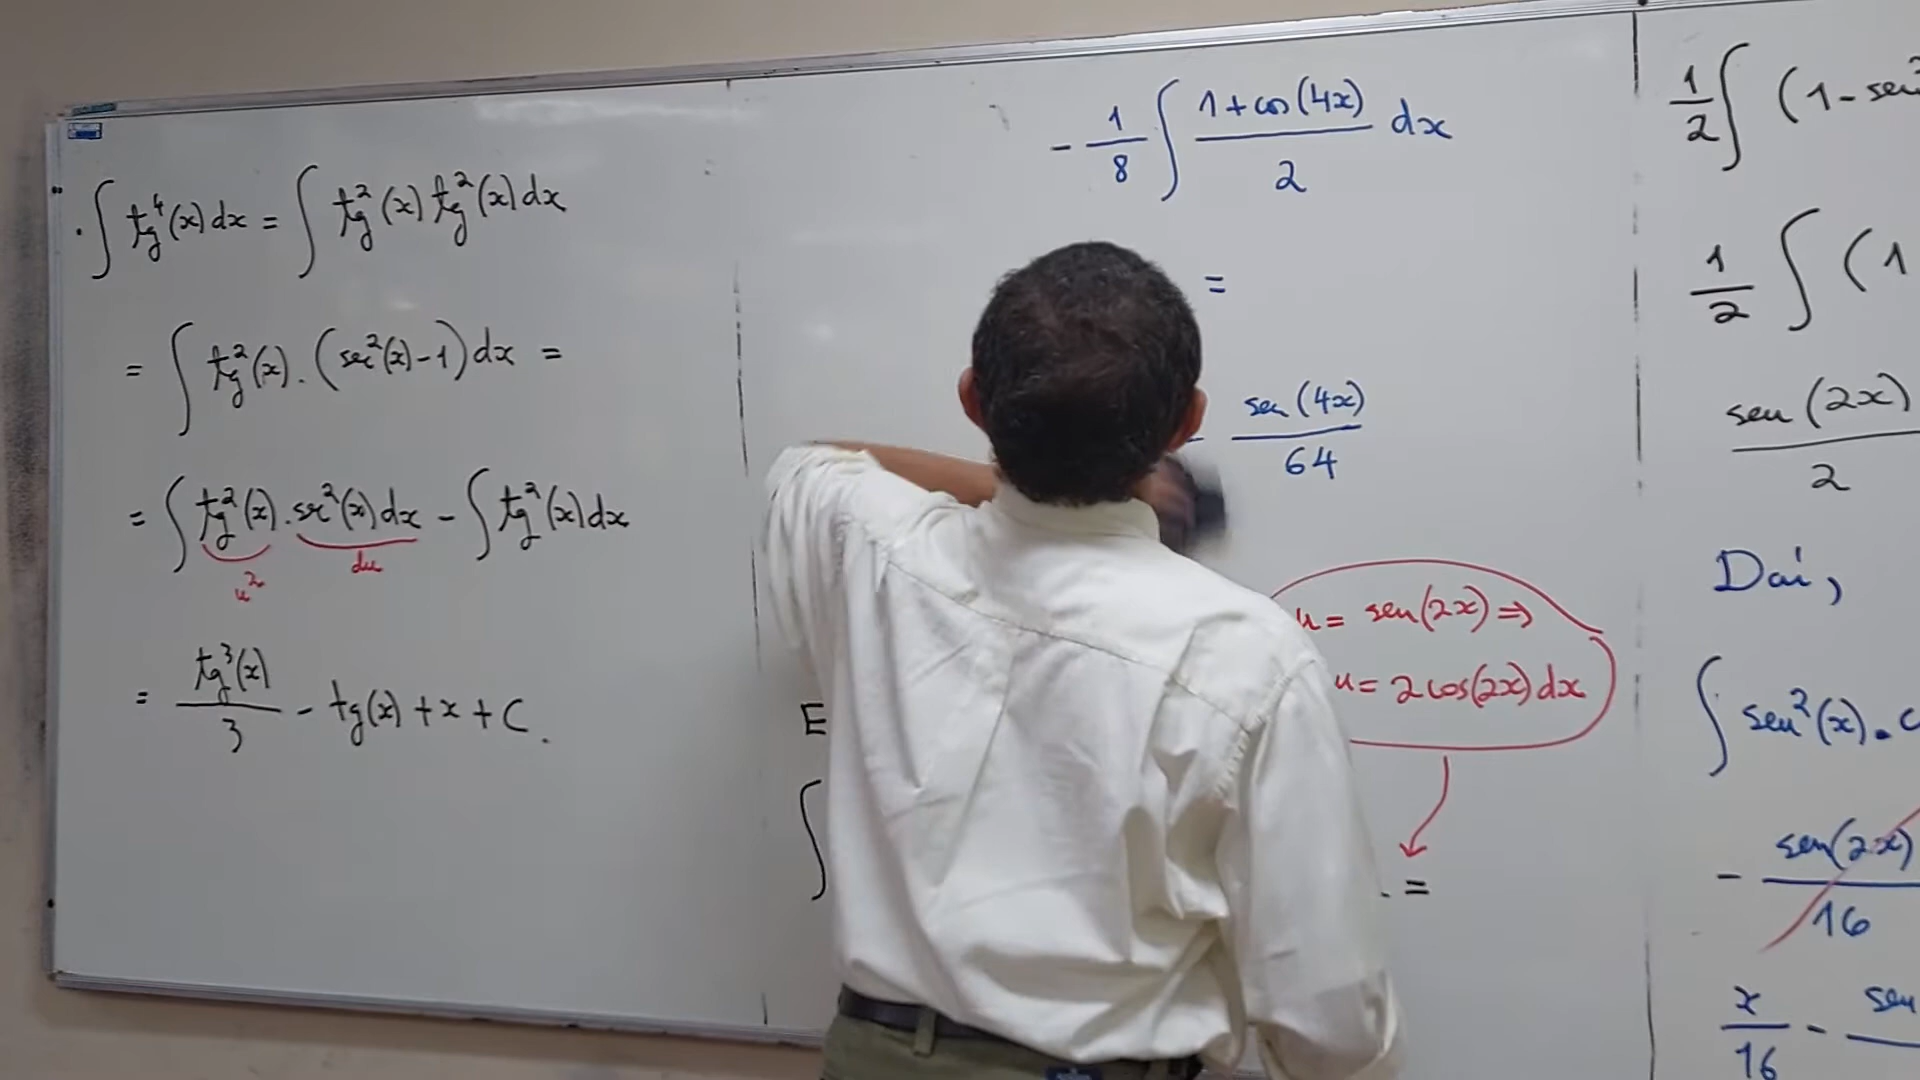 . ∫ tg⁴(x) dx = ∫ tg²(x) tg²(x) dx
= ∫ tg²(x) . (sec²(x) - 1) dx =
= ∫ tg²(x) . sec²(x) dx - ∫ tg²(x) dx
u² du
= tg³(x)/3 - tg(x) + x + C.
- 1/8 ∫ (1 + cos(4x))/2 dx
=
- sen(4x)/64
u = sen(2x) ⇒
u = 2cos(2x) dx
E
∫
. =
1/2 ∫ (1 - sen²
1/2 ∫ (1
sen(2x)
2
Daí,
∫ sen²(x) . c
- sen(2x)/16
x/16 - sen